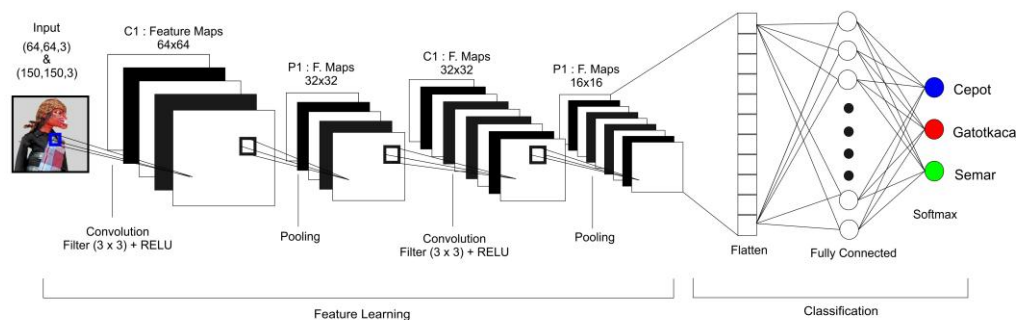 Input
(64,64,3)
&
(150,150,3)
C1 : Feature Maps
64x64
P1 : F. Maps
32x32
C1 : F. Maps
32x32
P1 : F. Maps
16x16
Convolution
Filter (3 x 3) + RELU
Pooling
Convolution
Filter (3 x 3) + RELU
Pooling
Flatten
Fully Connected
Cepot
Gatotkaca
Semar
Softmax
Feature Learning
Classification